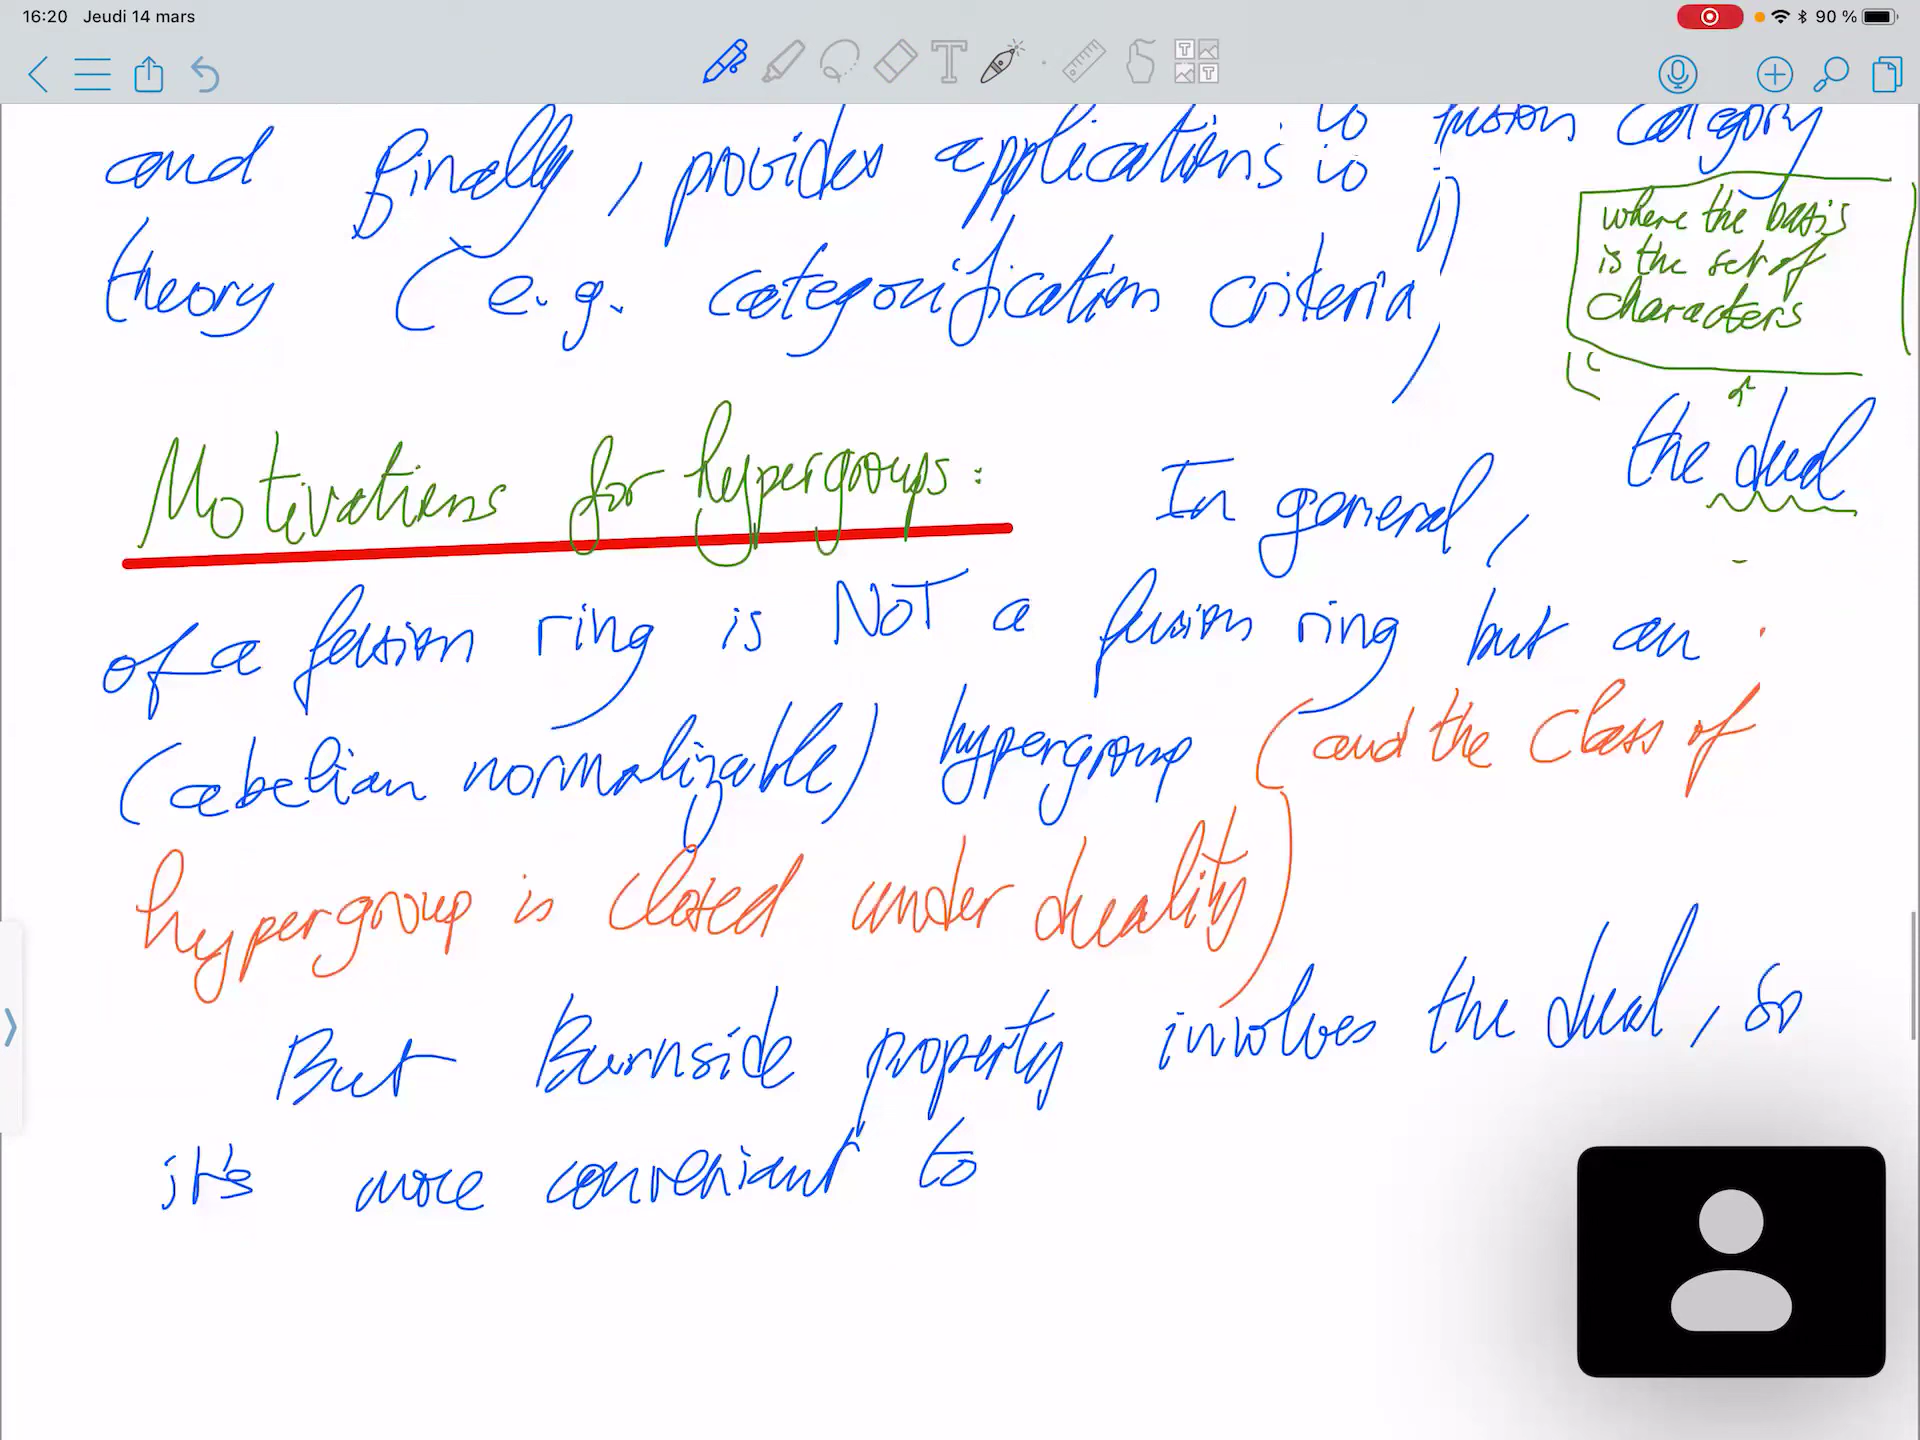 16:20 Jeudi 14 mars
90 %
to fusion category
and finally, provides applications to
theory (e.g. categorification criteria,
where the basis
is the set of
characters
Motivations for hypergroups: In general, the dual
of a fusion ring is NOT a fusion ring but an
(abelian normalizable) hypergroup (and the class of
hypergroup is closed under duality)
But Burnside property involves the dual, so
it's more convenient to